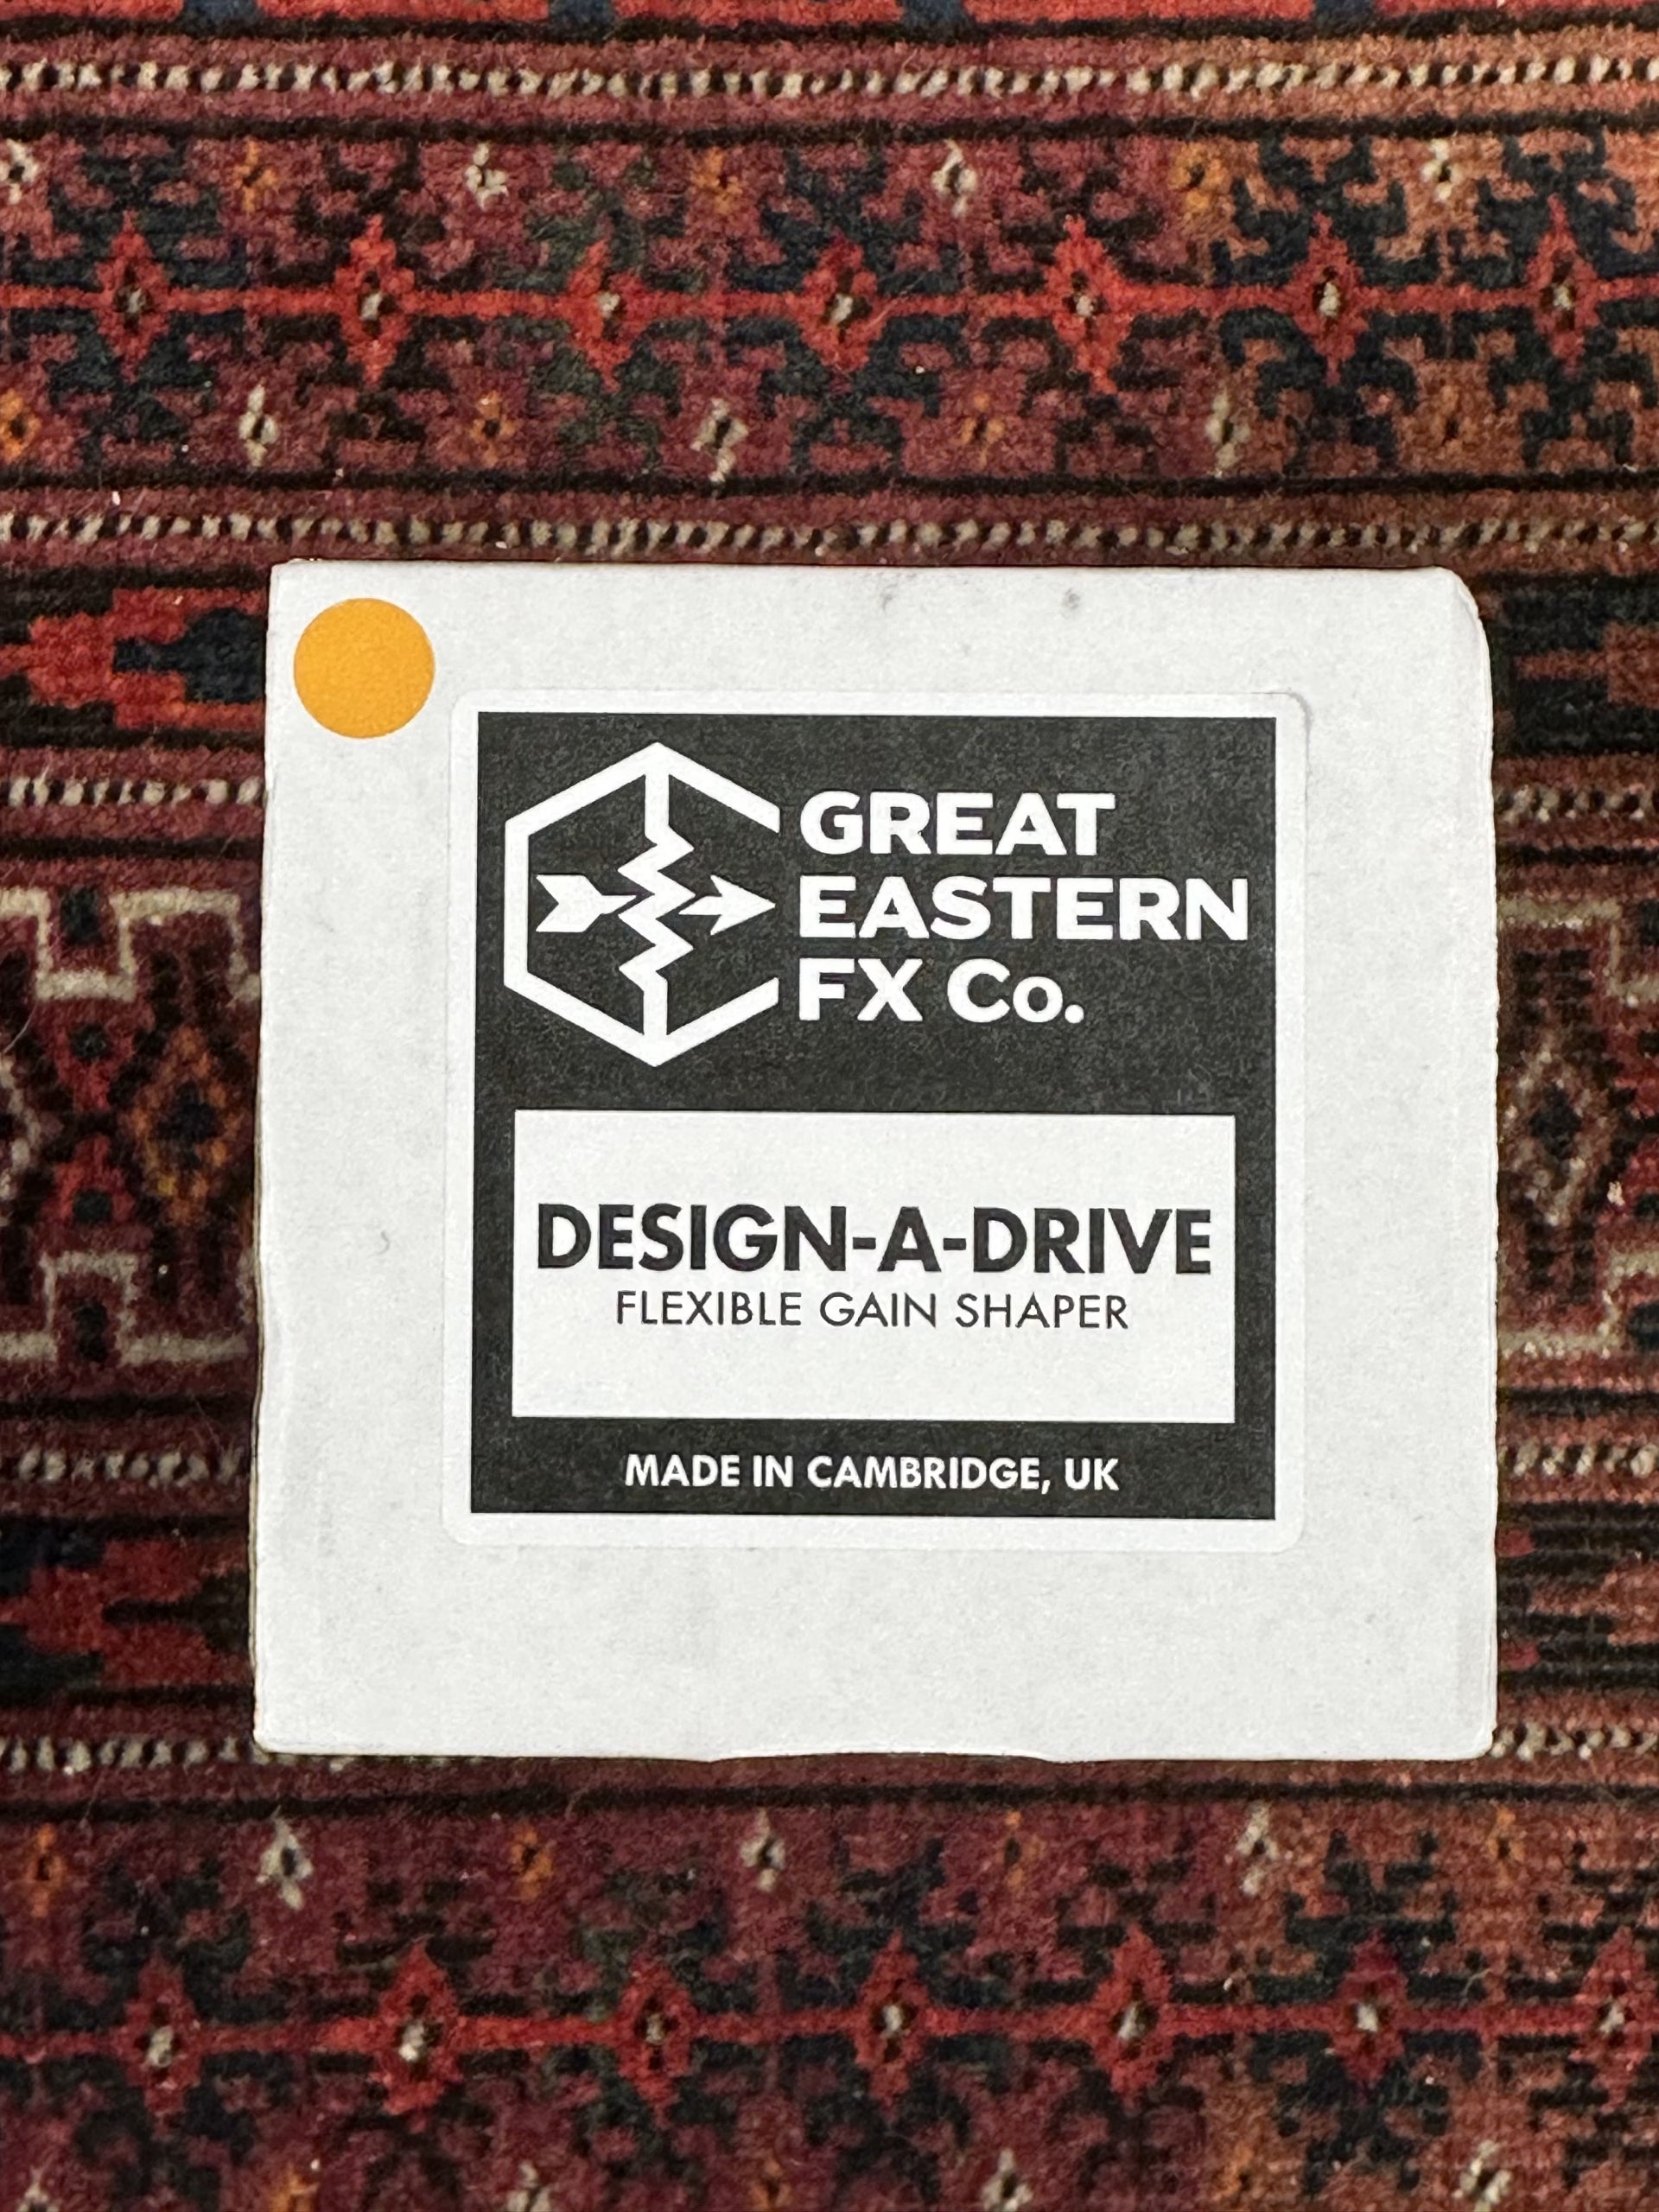 GREAT
EASTERN
FX Co.
DESIGN-A-DRIVE
FLEXIBLE GAIN SHAPER
MADE IN CAMBRIDGE, UK